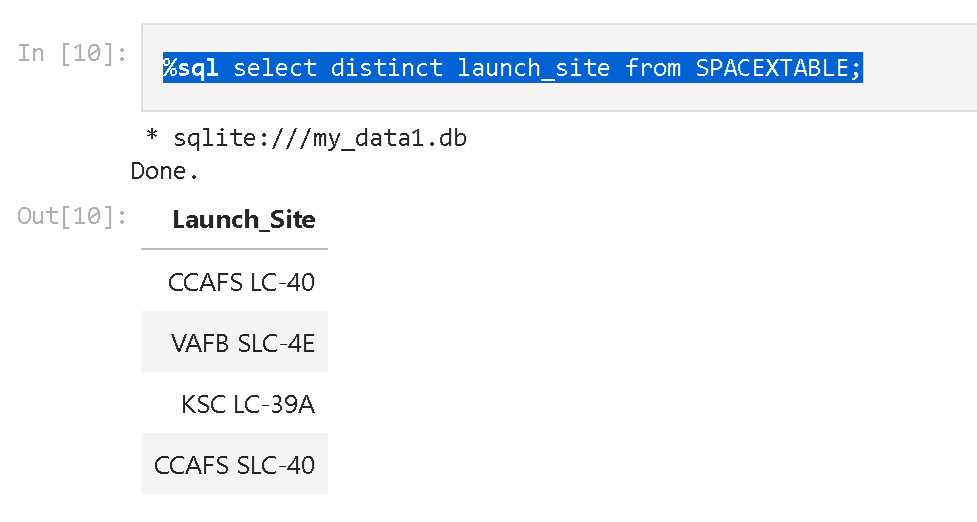 In [10]:
%sql select distinct launch_site from SPACEXTABLE;
* sqlite:///my_data1.db
Done.
Out[10]:
Launch_Site
CCAFS LC-40
VAFB SLC-4E
KSC LC-39A
CCAFS SLC-40